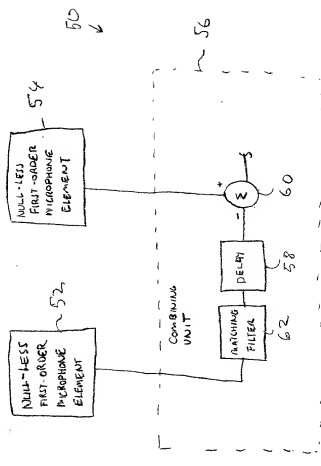 50
54
NULL-LESS
FIRST-ORDER
MICROPHONE
ELEMENT
52
NULL-LESS
FIRST-ORDER
MICROPHONE
ELEMENT
56
COMBINING
UNIT
+
Σ
-
60
DELAY
58
MATCHING
FILTER
62